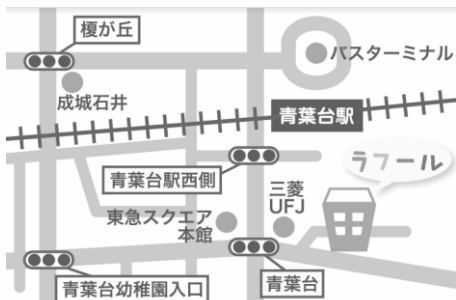 榎が丘
バスターミナル
成城石井
青葉台駅
ラフール
青葉台駅西側
三菱
UFJ
東急スクエア
本館
青葉台
青葉台幼稚園入口